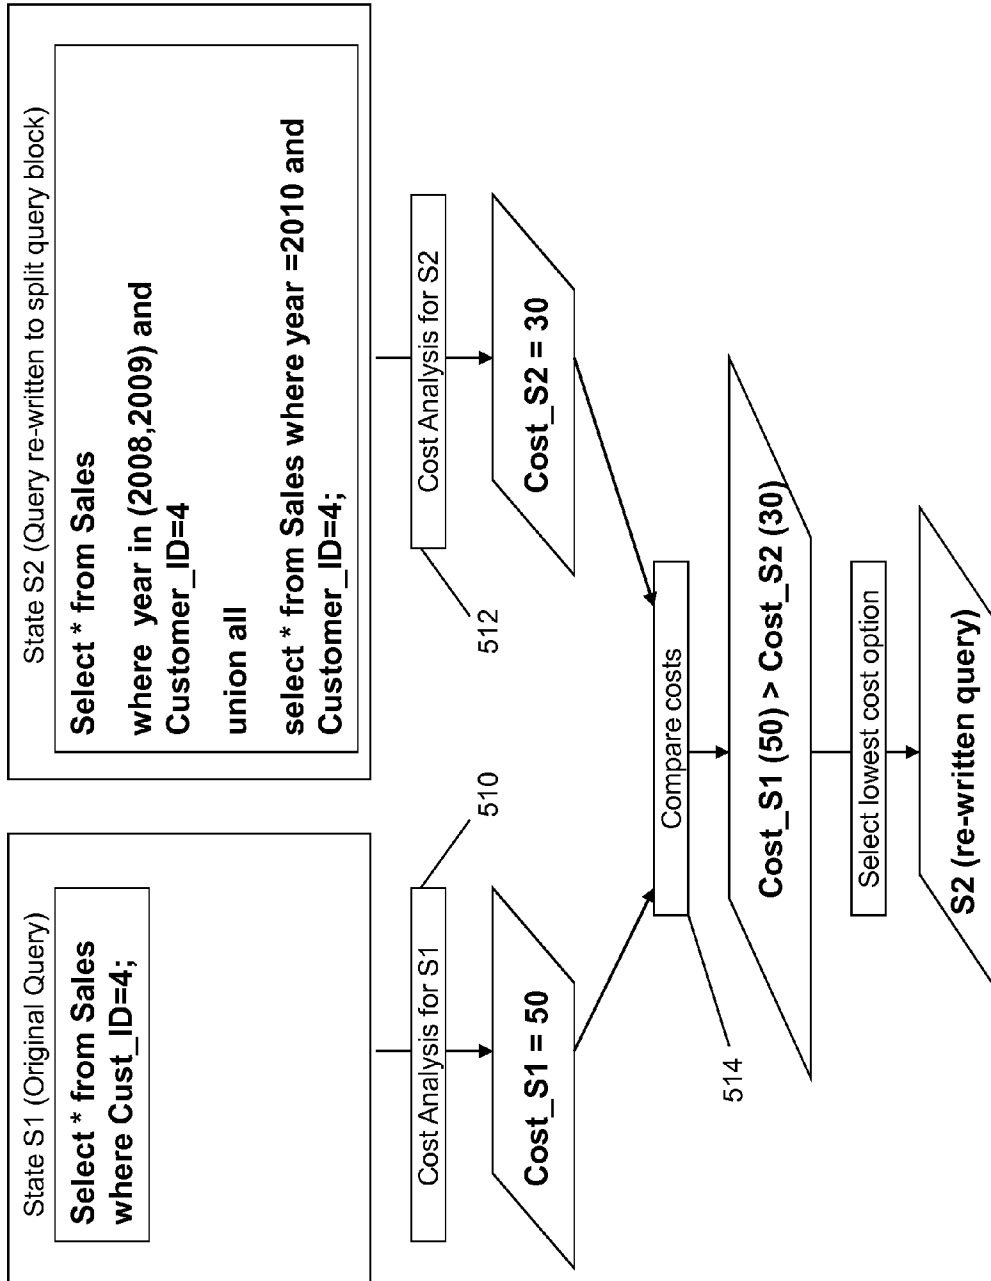 State S1 (Original Query)
Select * from Sales
where Cust_ID=4;
State S2 (Query re-written to split query block)
Select * from Sales
where  year in (2008,2009) and
Customer_ID=4
union all
select * from Sales where year =2010 and
Customer_ID=4;
Cost Analysis for S1
510
Cost Analysis for S2
512
Cost_S1 = 50
Cost_S2 = 30
Compare costs
514
Cost_S1 (50) > Cost_S2 (30)
Select lowest cost option
S2 (re-written query)